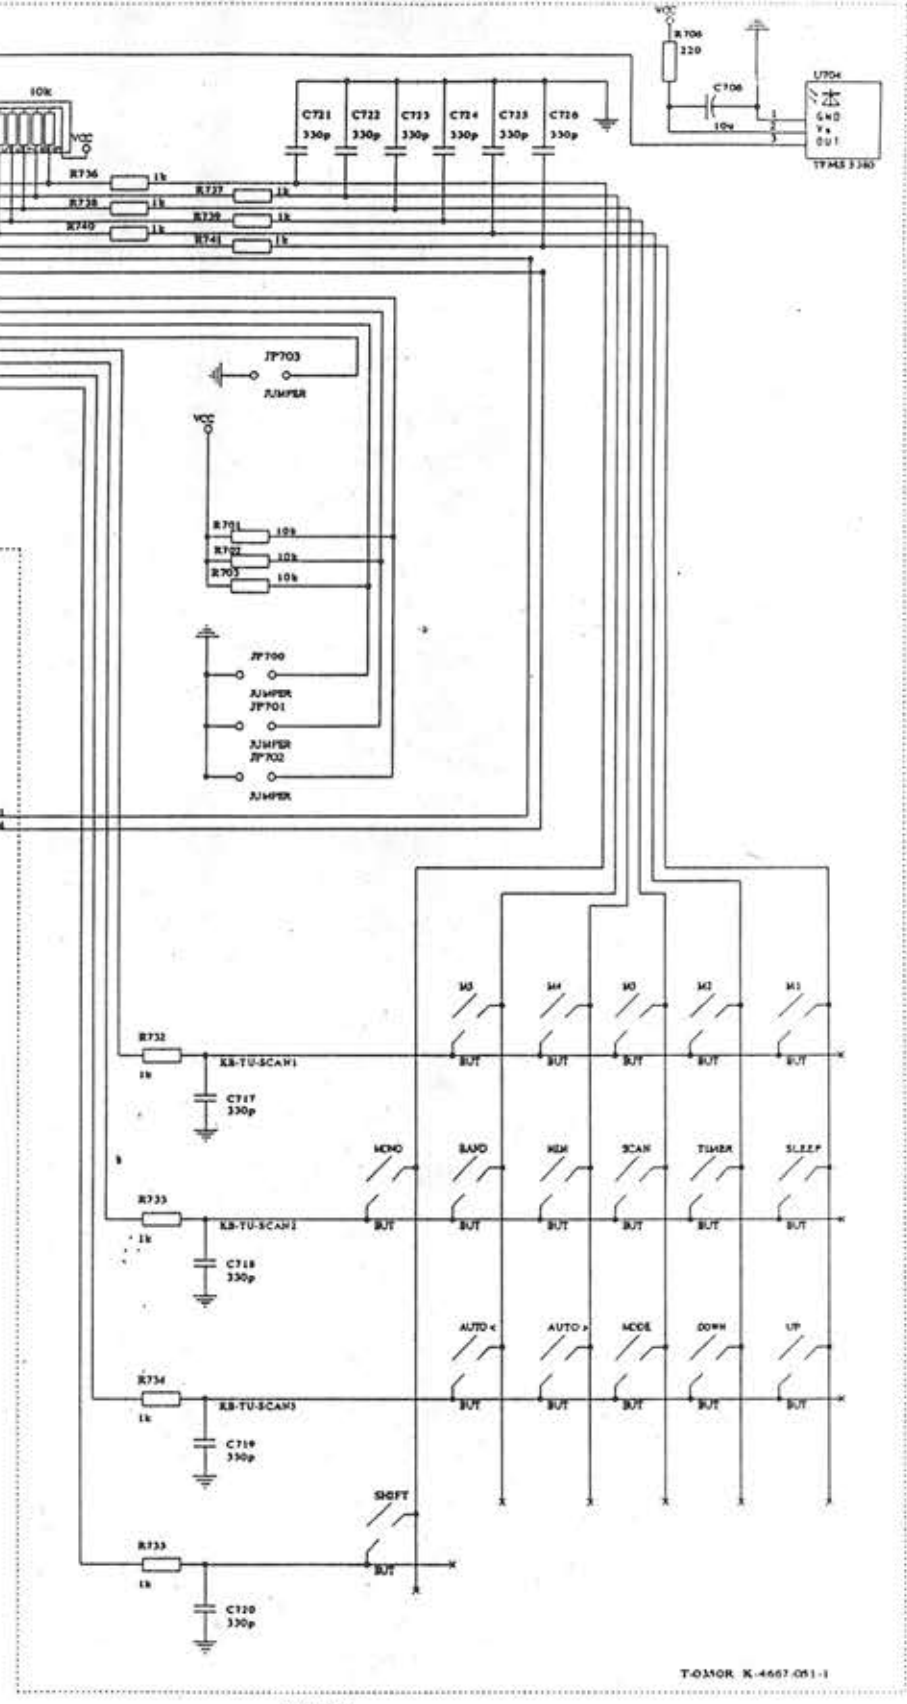 VCC
R706
220
C706
10u
U704
1
GND
2
Vs
3
OUT
TFMS 5360
10k
VCC
C721
330p
C722
330p
C723
330p
C724
330p
C725
330p
C726
330p
R736
1k
R737
1k
R738
1k
R739
1k
R740
1k
R741
1k
JP703
JUMPER
VCC
R701
10k
R702
10k
R703
10k
JP700
JUMPER
JP701
JUMPER
JP702
JUMPER
M5
M4
M3
M2
M1
R732
1k
KB-TU-SCAN1
BUT
BUT
BUT
BUT
BUT
C717
330p
MONO
BAND
MEM
SCAN
TIMER
SLEEP
R733
1k
KB-TU-SCAN2
BUT
BUT
BUT
BUT
BUT
BUT
C718
330p
AUTO <
AUTO >
MODE
DOWN
UP
R734
1k
KB-TU-SCAN3
BUT
BUT
BUT
BUT
BUT
C719
330p
SHIFT
R735
1k
BUT
C720
330p
T-0350R K-4667-051-1